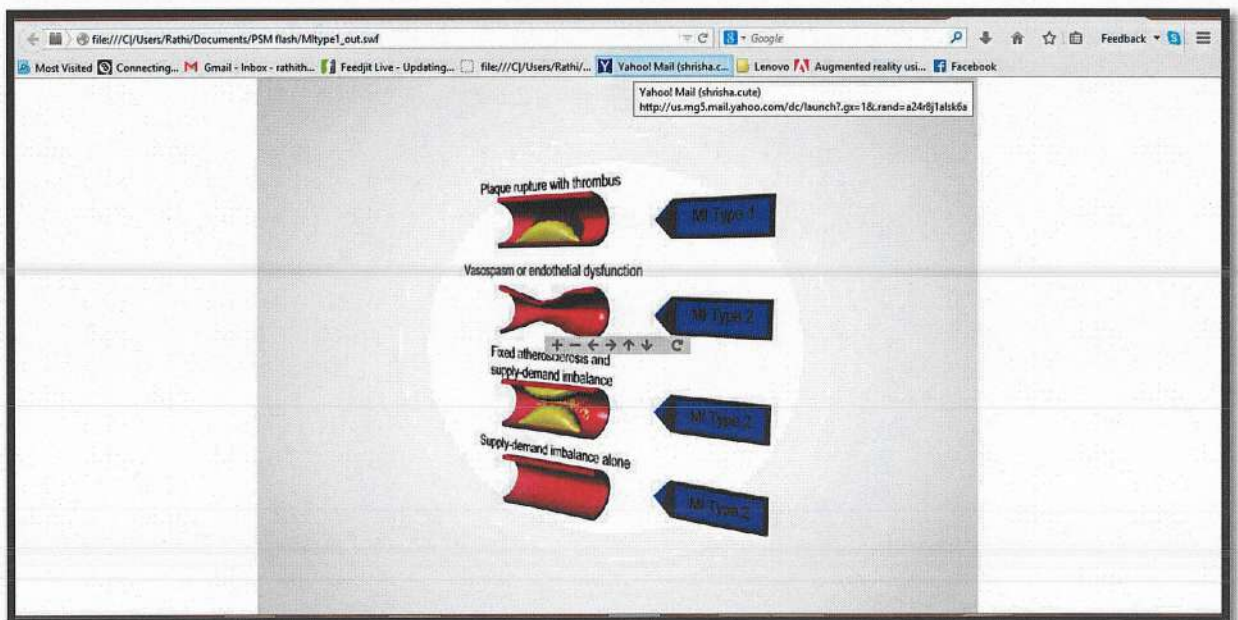 file:///C|/Users/Rathi/Documents/PSM flash/MItype1_out.swf
Google
Feedback
Most Visited
Connecting...
Gmail - Inbox - rathith...
Feedjit Live - Updating...
file:///C|/Users/Rathi/...
Yahoo! Mail (shrisha.c...
Lenovo
Augmented reality usi...
Facebook
Yahoo! Mail (shrisha.cute)
http://us.mg5.mail.yahoo.com/dc/launch?.gx=1&.rand=a24r8j1alsk6a
Plaque rupture with thrombus
MI Type 1
Vasospasm or endothelial dysfunction
MI Type 2
Fixed atherosclerosis and
supply-demand imbalance
MI Type 2
Supply-demand imbalance alone
MI Type 2